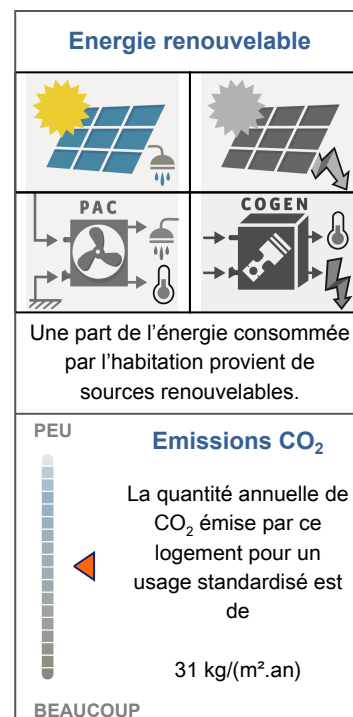 Energie renouvelable
PAC
COGEN
Une part de l'énergie consommée
par l'habitation provient de
sources renouvelables.
PEU
Emissions CO₂
La quantité annuelle de
CO₂ émise par ce
logement pour un
usage standardisé est
de
31 kg/(m².an)
BEAUCOUP